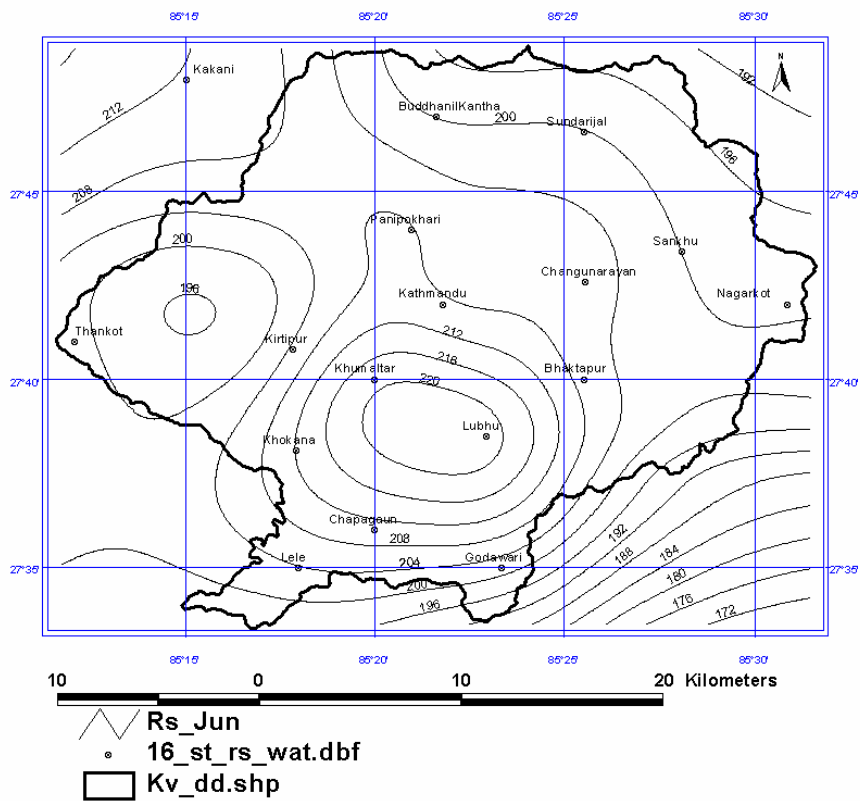 85°15' 85°20' 85°25' 85°30'
N
Kakani
192
212
BuddhanilKantha
200
Sundarijal
196
27°45' 27°45'
208
Panipokhari
200
Sankhu
Changunarayan
196
Kathmandu
Nagarkot
Thankot
212
Kirtipur
216
Khumaltar
Bhaktapur
27°40' 27°40'
220
Lubhu
Khokana
Chapagaun
192
208
188
184
Lele
204
Godawari
27°35' 27°35'
180
200
196
176
172
85°15' 85°20' 85°25' 85°30'
10 0 10 20 Kilometers
Rs_Jun
16_st_rs_wat.dbf
Kv_dd.shp